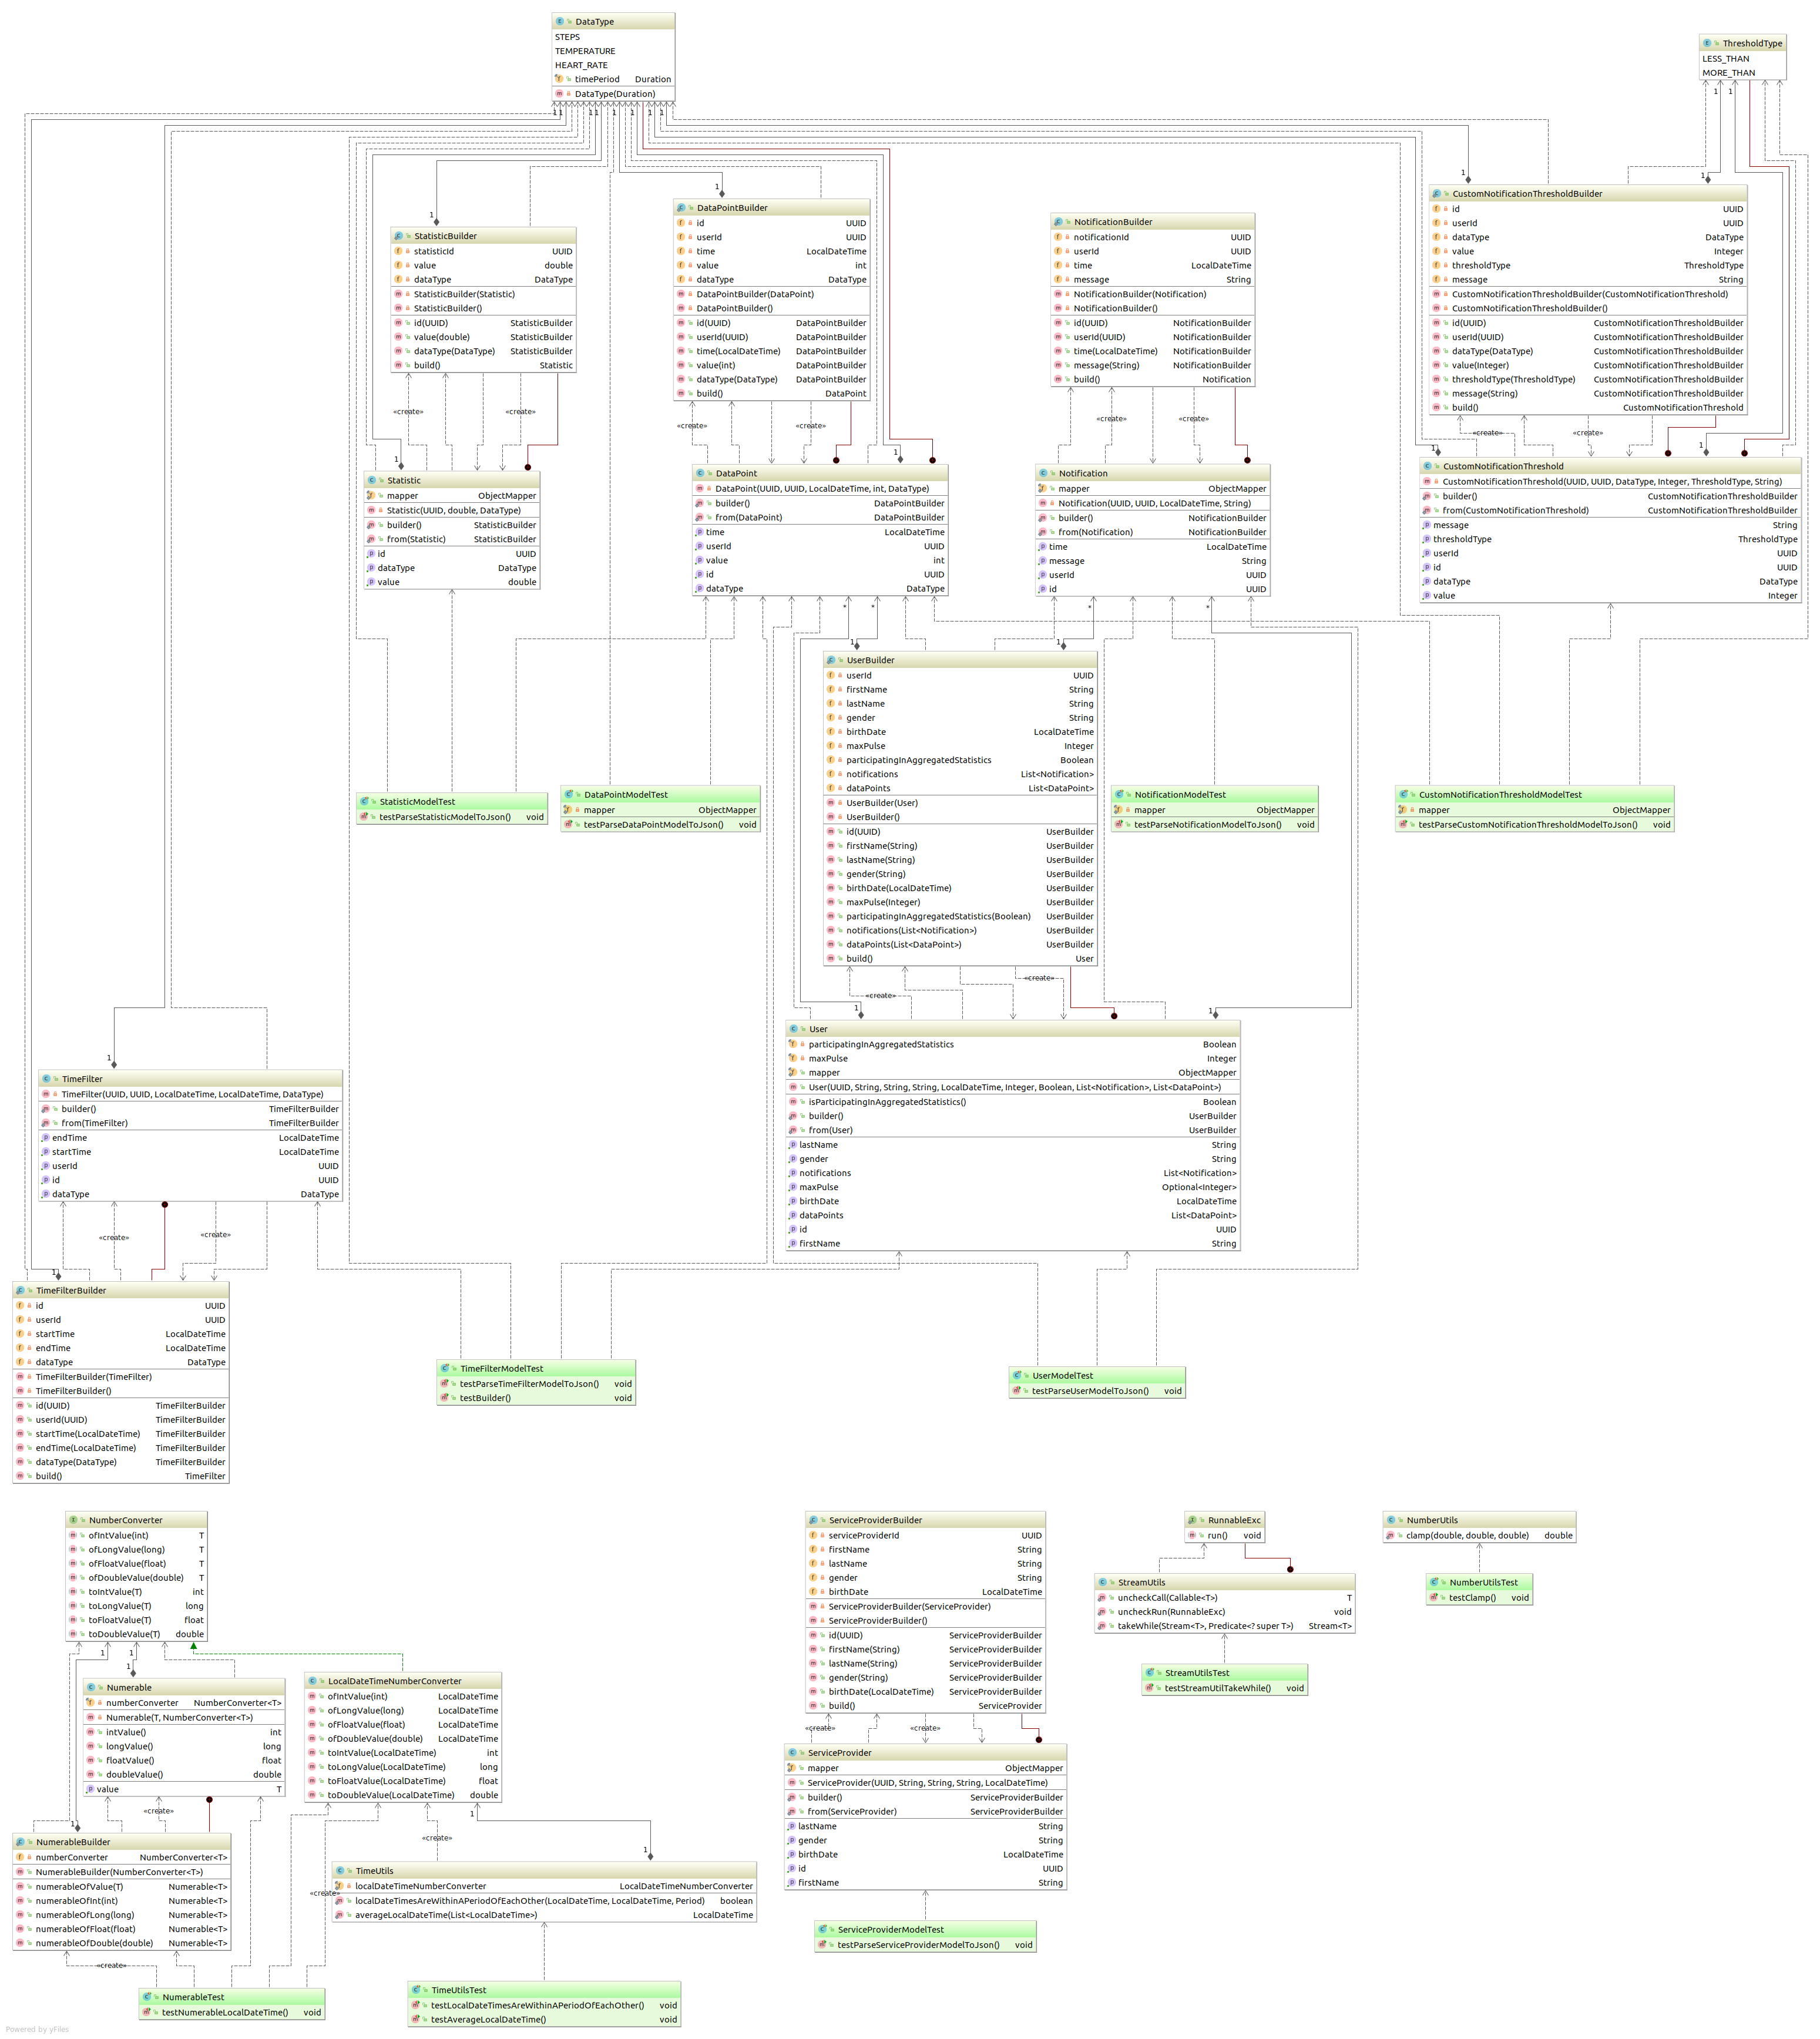 DataType
STEPS
TEMPERATURE
HEART_RATE
timePeriod Duration
DataType(Duration)
ThresholdType
LESS_THAN
MORE_THAN
StatisticBuilder
statisticId UUID
value double
dataType DataType
StatisticBuilder(Statistic)
StatisticBuilder()
id(UUID) StatisticBuilder
value(double) StatisticBuilder
dataType(DataType) StatisticBuilder
build() Statistic
DataPointBuilder
id UUID
userId UUID
time LocalDateTime
value int
dataType DataType
DataPointBuilder(DataPoint)
DataPointBuilder()
id(UUID) DataPointBuilder
userId(UUID) DataPointBuilder
time(LocalDateTime) DataPointBuilder
value(int) DataPointBuilder
dataType(DataType) DataPointBuilder
build() DataPoint
NotificationBuilder
notificationId UUID
userId UUID
time LocalDateTime
message String
NotificationBuilder(Notification)
NotificationBuilder()
id(UUID) NotificationBuilder
userId(UUID) NotificationBuilder
time(LocalDateTime) NotificationBuilder
message(String) NotificationBuilder
build() Notification
CustomNotificationThresholdBuilder
id UUID
userId UUID
dataType DataType
value Integer
thresholdType ThresholdType
message String
CustomNotificationThresholdBuilder(CustomNotificationThreshold)
CustomNotificationThresholdBuilder()
id(UUID) CustomNotificationThresholdBuilder
userId(UUID) CustomNotificationThresholdBuilder
dataType(DataType) CustomNotificationThresholdBuilder
value(Integer) CustomNotificationThresholdBuilder
thresholdType(ThresholdType) CustomNotificationThresholdBuilder
message(String) CustomNotificationThresholdBuilder
build() CustomNotificationThreshold
«create» «create»
«create» «create»
«create» «create»
«create» «create»
Statistic
mapper ObjectMapper
Statistic(UUID, double, DataType)
builder() StatisticBuilder
from(Statistic) StatisticBuilder
id UUID
dataType DataType
value double
DataPoint
DataPoint(UUID, UUID, LocalDateTime, int, DataType)
builder() DataPointBuilder
from(DataPoint) DataPointBuilder
time LocalDateTime
userId UUID
value int
id UUID
dataType DataType
Notification
mapper ObjectMapper
Notification(UUID, UUID, LocalDateTime, String)
builder() NotificationBuilder
from(Notification) NotificationBuilder
time LocalDateTime
message String
userId UUID
id UUID
CustomNotificationThreshold
CustomNotificationThreshold(UUID, UUID, DataType, Integer, ThresholdType, String)
builder() CustomNotificationThresholdBuilder
from(CustomNotificationThreshold) CustomNotificationThresholdBuilder
message String
thresholdType ThresholdType
userId UUID
id UUID
dataType DataType
value Integer
UserBuilder
userId UUID
firstName String
lastName String
gender String
birthDate LocalDateTime
maxPulse Integer
participatingInAggregatedStatistics Boolean
notifications List<Notification>
dataPoints List<DataPoint>
UserBuilder(User)
UserBuilder()
id(UUID) UserBuilder
firstName(String) UserBuilder
lastName(String) UserBuilder
gender(String) UserBuilder
birthDate(LocalDateTime) UserBuilder
maxPulse(Integer) UserBuilder
participatingInAggregatedStatistics(Boolean) UserBuilder
notifications(List<Notification>) UserBuilder
dataPoints(List<DataPoint>) UserBuilder
build() User
StatisticModelTest
testParseStatisticModelToJson() void
DataPointModelTest
mapper ObjectMapper
testParseDataPointModelToJson() void
NotificationModelTest
mapper ObjectMapper
testParseNotificationModelToJson() void
CustomNotificationThresholdModelTest
mapper ObjectMapper
testParseCustomNotificationThresholdModelToJson() void
«create»
«create»
User
participatingInAggregatedStatistics Boolean
maxPulse Integer
mapper ObjectMapper
User(UUID, String, String, String, LocalDateTime, Integer, Boolean, List<Notification>, List<DataPoint>)
isParticipatingInAggregatedStatistics() Boolean
builder() UserBuilder
from(User) UserBuilder
lastName String
gender String
notifications List<Notification>
maxPulse Optional<Integer>
birthDate LocalDateTime
dataPoints List<DataPoint>
id UUID
firstName String
TimeFilter
TimeFilter(UUID, UUID, LocalDateTime, LocalDateTime, DataType)
builder() TimeFilterBuilder
from(TimeFilter) TimeFilterBuilder
endTime LocalDateTime
startTime LocalDateTime
userId UUID
id UUID
dataType DataType
«create» «create»
TimeFilterBuilder
id UUID
userId UUID
startTime LocalDateTime
endTime LocalDateTime
dataType DataType
TimeFilterBuilder(TimeFilter)
TimeFilterBuilder()
id(UUID) TimeFilterBuilder
userId(UUID) TimeFilterBuilder
startTime(LocalDateTime) TimeFilterBuilder
endTime(LocalDateTime) TimeFilterBuilder
dataType(DataType) TimeFilterBuilder
build() TimeFilter
TimeFilterModelTest
testParseTimeFilterModelToJson() void
testBuilder() void
UserModelTest
testParseUserModelToJson() void
NumberConverter
ofIntValue(int) T
ofLongValue(long) T
ofFloatValue(float) T
ofDoubleValue(double) T
toIntValue(T) int
toLongValue(T) long
toFloatValue(T) float
toDoubleValue(T) double
Numerable
numberConverter NumberConverter<T>
Numerable(T, NumberConverter<T>)
intValue() int
longValue() long
floatValue() float
doubleValue() double
value T
«create»
LocalDateTimeNumberConverter
ofIntValue(int) LocalDateTime
ofLongValue(long) LocalDateTime
ofFloatValue(float) LocalDateTime
ofDoubleValue(double) LocalDateTime
toIntValue(LocalDateTime) int
toLongValue(LocalDateTime) long
toFloatValue(LocalDateTime) float
toDoubleValue(LocalDateTime) double
«create»
NumerableBuilder
numberConverter NumberConverter<T>
NumerableBuilder(NumberConverter<T>)
numerableOfValue(T) Numerable<T>
numerableOfInt(int) Numerable<T>
numerableOfLong(long) Numerable<T>
numerableOfFloat(float) Numerable<T>
numerableOfDouble(double) Numerable<T>
«create»
«create»
TimeUtils
localDateTimeNumberConverter LocalDateTimeNumberConverter
localDateTimesAreWithinAPeriodOfEachOther(LocalDateTime, LocalDateTime, Period) boolean
averageLocalDateTime(List<LocalDateTime>) LocalDateTime
NumerableTest
testNumerableLocalDateTime() void
TimeUtilsTest
testLocalDateTimesAreWithinAPeriodOfEachOther() void
testAverageLocalDateTime() void
ServiceProviderBuilder
serviceProviderId UUID
firstName String
lastName String
gender String
birthDate LocalDateTime
ServiceProviderBuilder(ServiceProvider)
ServiceProviderBuilder()
id(UUID) ServiceProviderBuilder
firstName(String) ServiceProviderBuilder
lastName(String) ServiceProviderBuilder
gender(String) ServiceProviderBuilder
birthDate(LocalDateTime) ServiceProviderBuilder
build() ServiceProvider
«create» «create»
ServiceProvider
mapper ObjectMapper
ServiceProvider(UUID, String, String, String, LocalDateTime)
builder() ServiceProviderBuilder
from(ServiceProvider) ServiceProviderBuilder
lastName String
gender String
birthDate LocalDateTime
id UUID
firstName String
ServiceProviderModelTest
testParseServiceProviderModelToJson() void
RunnableExc
run() void
StreamUtils
uncheckCall(Callable<T>) T
uncheckRun(RunnableExc) void
takeWhile(Stream<T>, Predicate<? super T>) Stream<T>
StreamUtilsTest
testStreamUtilTakeWhile() void
NumberUtils
clamp(double, double, double) double
NumberUtilsTest
testClamp() void
Powered by yFiles